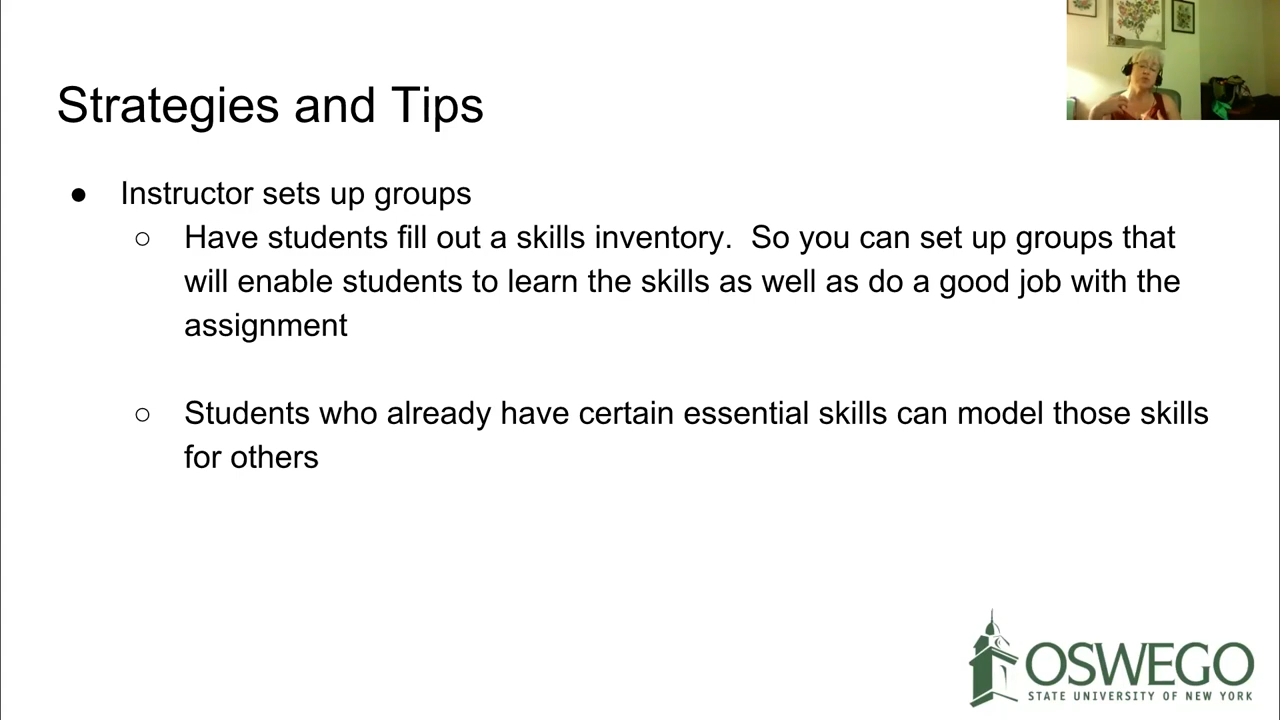 Strategies and Tips
● Instructor sets up groups
○ Have students fill out a skills inventory.  So you can set up groups that
will enable students to learn the skills as well as do a good job with the
assignment
○ Students who already have certain essential skills can model those skills
for others
OSWEGO
STATE UNIVERSITY OF NEW YORK